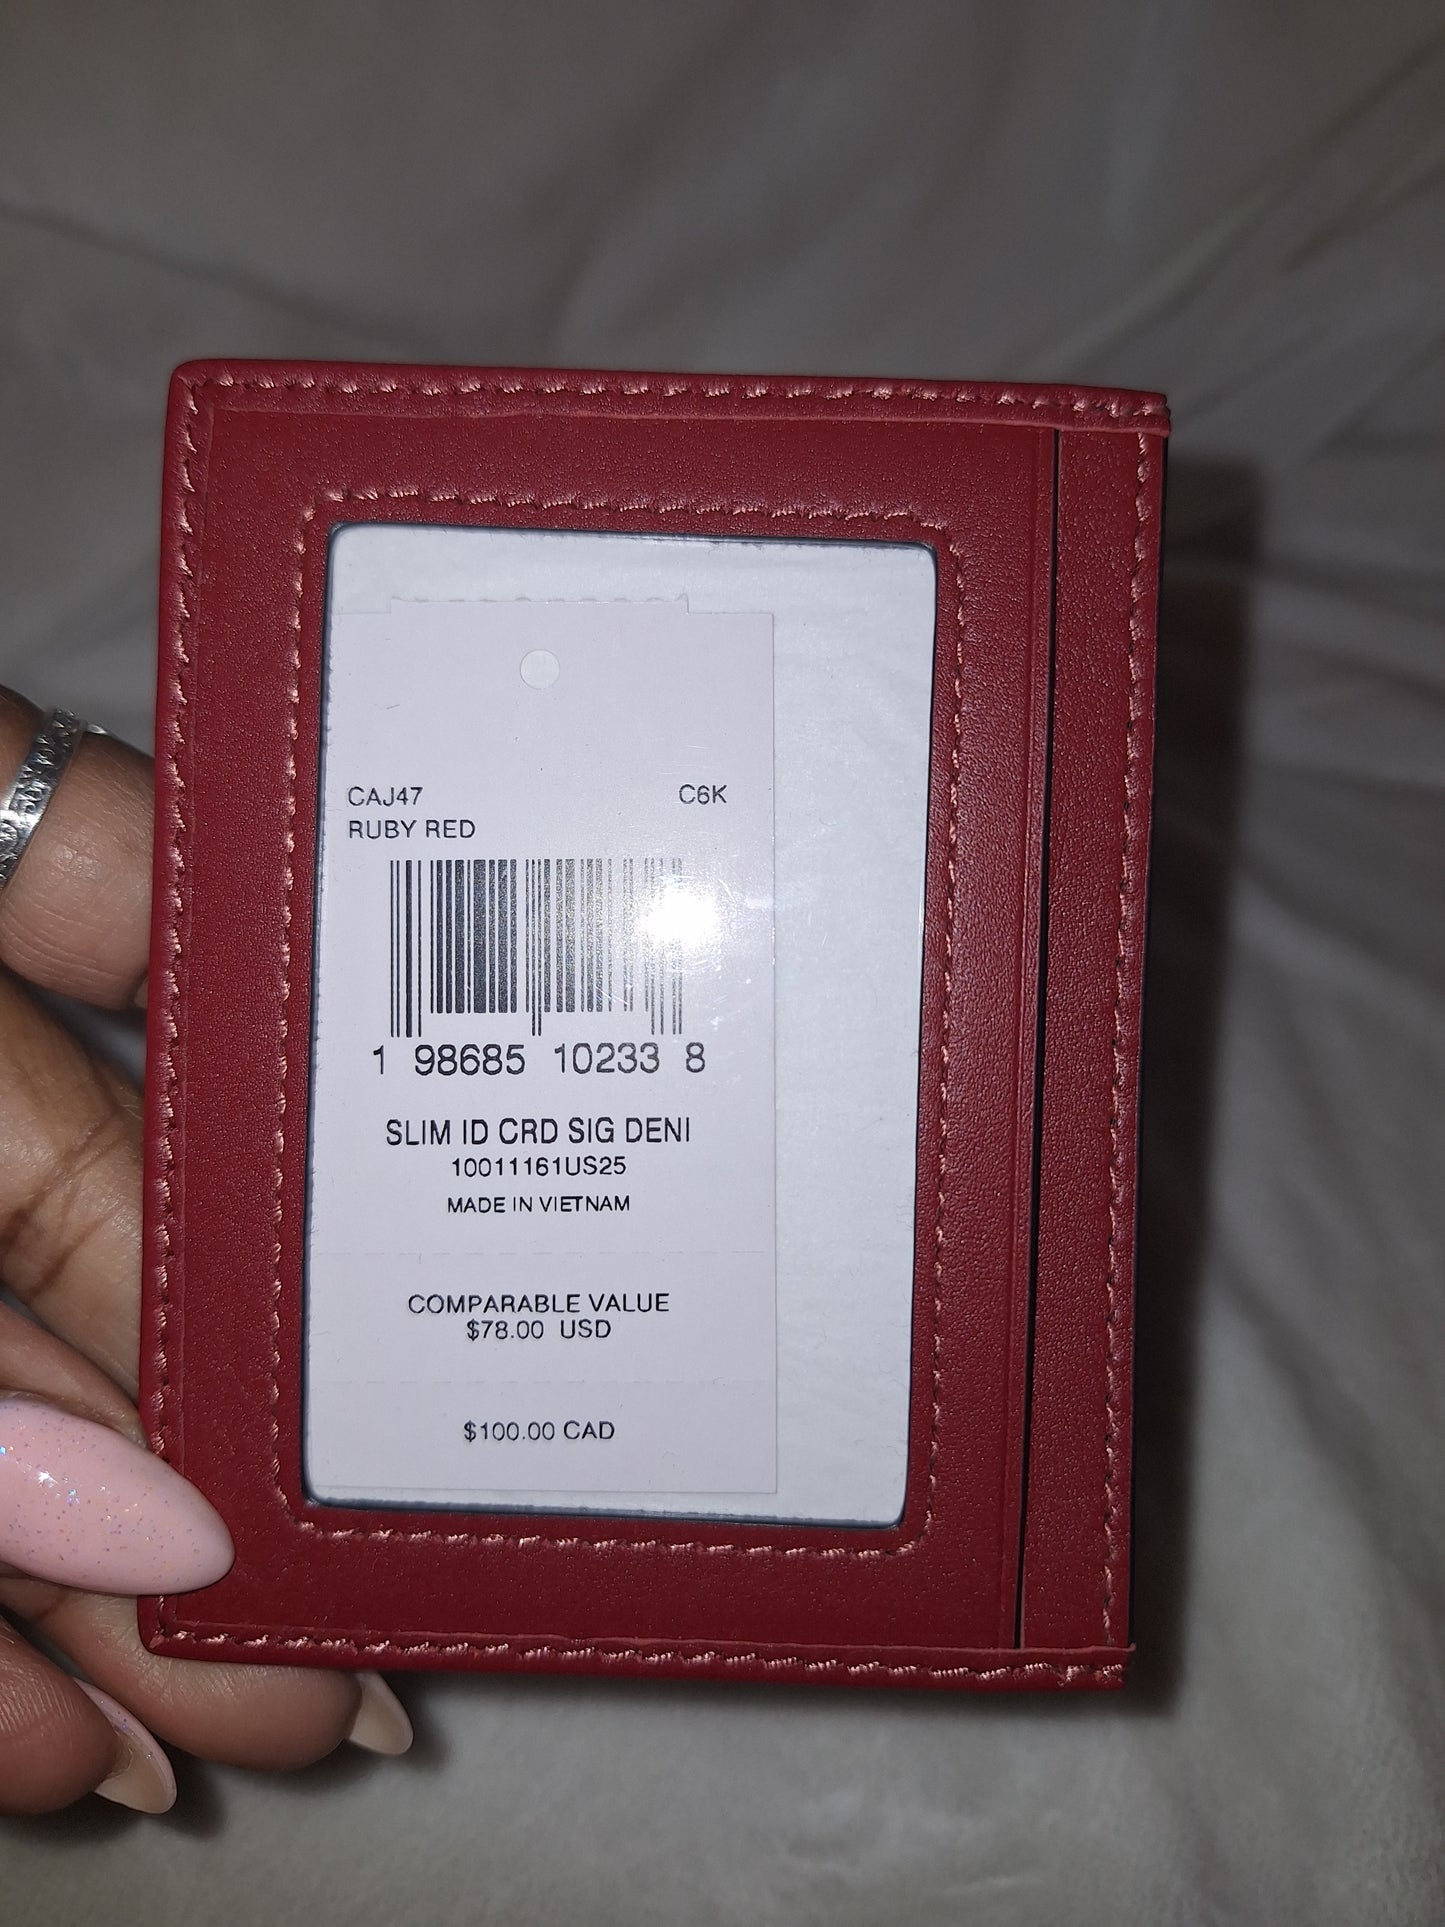 CAJ47 C6K
RUBY RED
1 98685 10233 8
SLIM ID CRD SIG DENI
10011161US25
MADE IN VIETNAM
COMPARABLE VALUE
$78.00 USD
$100.00 CAD